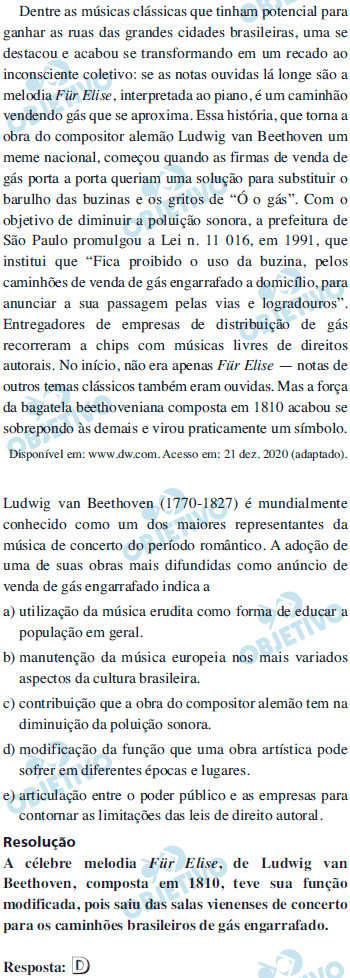 Dentre as músicas clássicas que tinham potencial para
ganhar as ruas das grandes cidades brasileiras, uma se
destacou e acabou se transformando em um recado ao
inconsciente coletivo: se as notas ouvidas lá longe são a
melodia Für Elise, interpretada ao piano, é um caminhão
vendendo gás que se aproxima. Essa história, que torna a
obra do compositor alemão Ludwig van Beethoven um
meme nacional, começou quando as firmas de venda de
gás porta a porta queriam uma solução para substituir o
barulho das buzinas e os gritos de “Ó o gás”. Com o
objetivo de diminuir a poluição sonora, a prefeitura de
São Paulo promulgou a Lei n. 11 016, em 1991, que
institui que “Fica proibido o uso da buzina, pelos
caminhões de venda de gás engarrafado a domicílio, para
anunciar a sua passagem pelas vias e logradouros”.
Entregadores de empresas de distribuição de gás
recorreram a chips com músicas livres de direitos
autorais. No início, não era apenas Für Elise — notas de
outros temas clássicos também eram ouvidas. Mas a força
da bagatela beethoveniana composta em 1810 acabou se
sobrepondo às demais e virou praticamente um símbolo.
Disponível em: www.dw.com. Acesso em: 21 dez. 2020 (adaptado).
Ludwig van Beethoven (1770-1827) é mundialmente
conhecido como um dos maiores representantes da
música de concerto do período romântico. A adoção de
uma de suas obras mais difundidas como anúncio de
venda de gás engarrafado indica a
a) utilização da música erudita como forma de educar a
população em geral.
b) manutenção da música europeia nos mais variados
aspectos da cultura brasileira.
c) contribuição que a obra do compositor alemão tem na
diminuição da poluição sonora.
d) modificação da função que uma obra artística pode
sofrer em diferentes épocas e lugares.
e) articulação entre o poder público e as empresas para
contornar as limitações das leis de direito autoral.
Resolução
A célebre melodia Für Elise, de Ludwig van
Beethoven, composta em 1810, teve sua função
modificada, pois saiu das salas vienenses de concerto
para os caminhões brasileiros de gás engarrafado.
Resposta: D